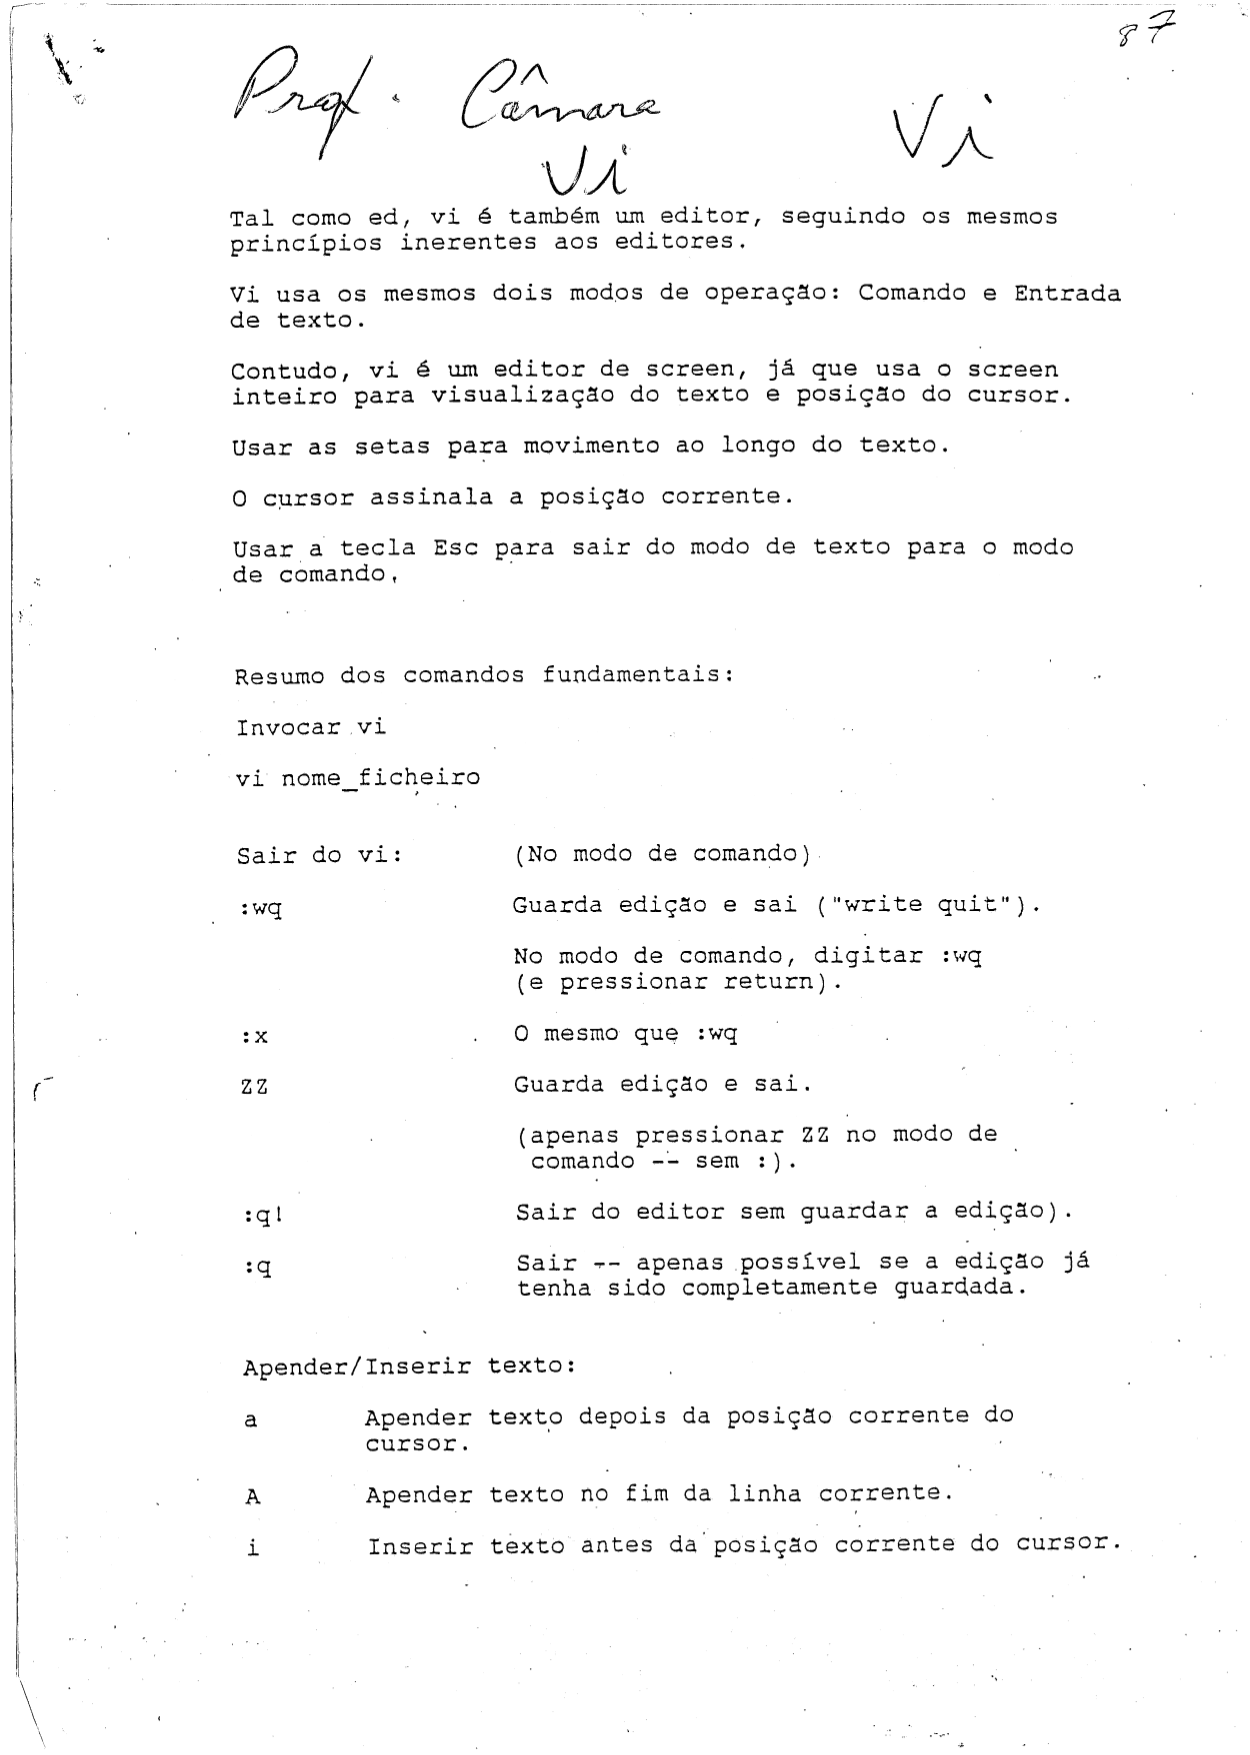 87
Prof. Câmara
Vi
Vi
Tal como ed, vi é também um editor, seguindo os mesmos
princípios inerentes aos editores.
Vi usa os mesmos dois modos de operação: Comando e Entrada
de texto.
Contudo, vi é um editor de screen, já que usa o screen
inteiro para visualização do texto e posição do cursor.
Usar as setas para movimento ao longo do texto.
O cursor assinala a posição corrente.
Usar a tecla Esc para sair do modo de texto para o modo
de comando.
Resumo dos comandos fundamentais:
Invocar vi
vi nome_ficheiro
Sair do vi: (No modo de comando)
:wq Guarda edição e sai ("write quit").
No modo de comando, digitar :wq
(e pressionar return).
:x O mesmo que :wq
ZZ Guarda edição e sai.
(apenas pressionar ZZ no modo de
comando -- sem :).
:q! Sair do editor sem guardar a edição).
:q Sair -- apenas possível se a edição já
tenha sido completamente guardada.
Apender/Inserir texto:
a Apender texto depois da posição corrente do
cursor.
A Apender texto no fim da linha corrente.
i Inserir texto antes da posição corrente do cursor.